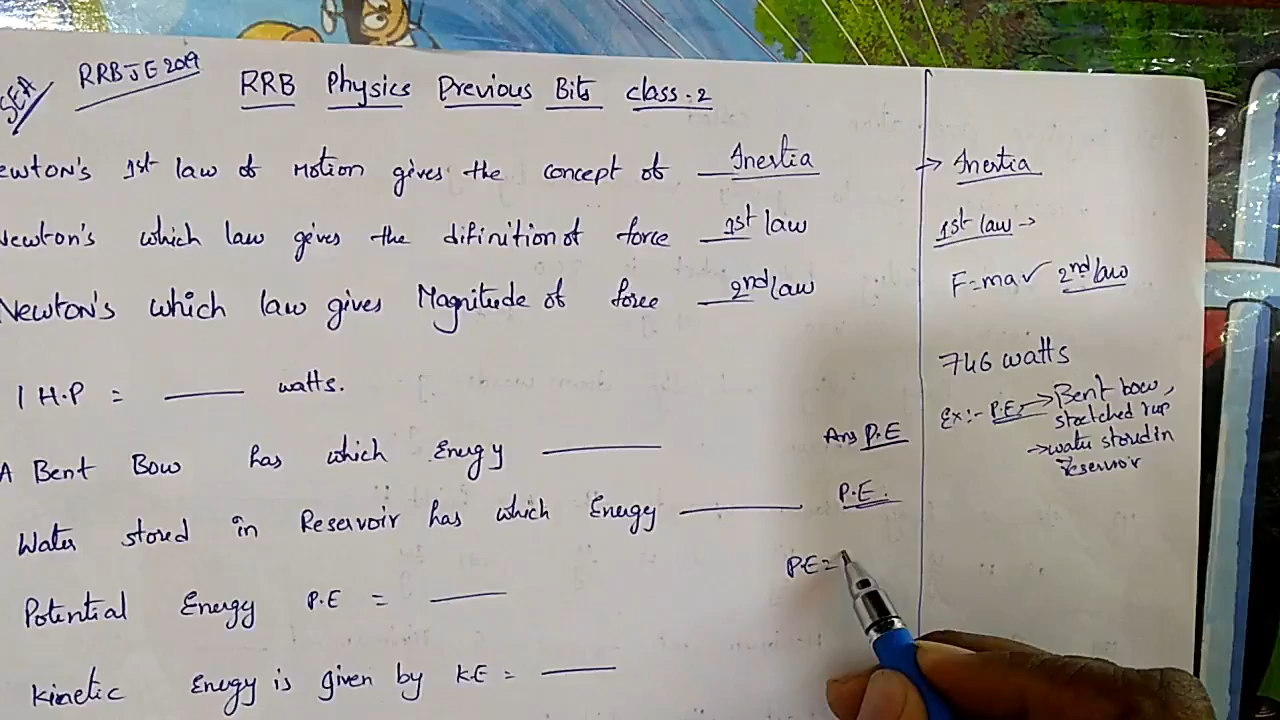 SEA RRB JE 2019 RRB Physics Previous Bits class-2
ewton's 1st law of Motion gives the concept of Inertia → Inertia
Newton's which law gives the difinition of force 1st law 1st law →
Newton's which law gives Magnitude of force 2nd law F=ma✓ 2nd law
1 H.P = ____ watts. 746 watts
Ex:- P.E → Bent bow,
stretched
→ water stored in
Reservoir
A Bent Bow has which Energy ____ Ans P.E
Water stored in Reservoir has which Energy ____ P.E.
P.E=
Potential Energy P.E = ____
Kinetic Energy is given by K.E = ____